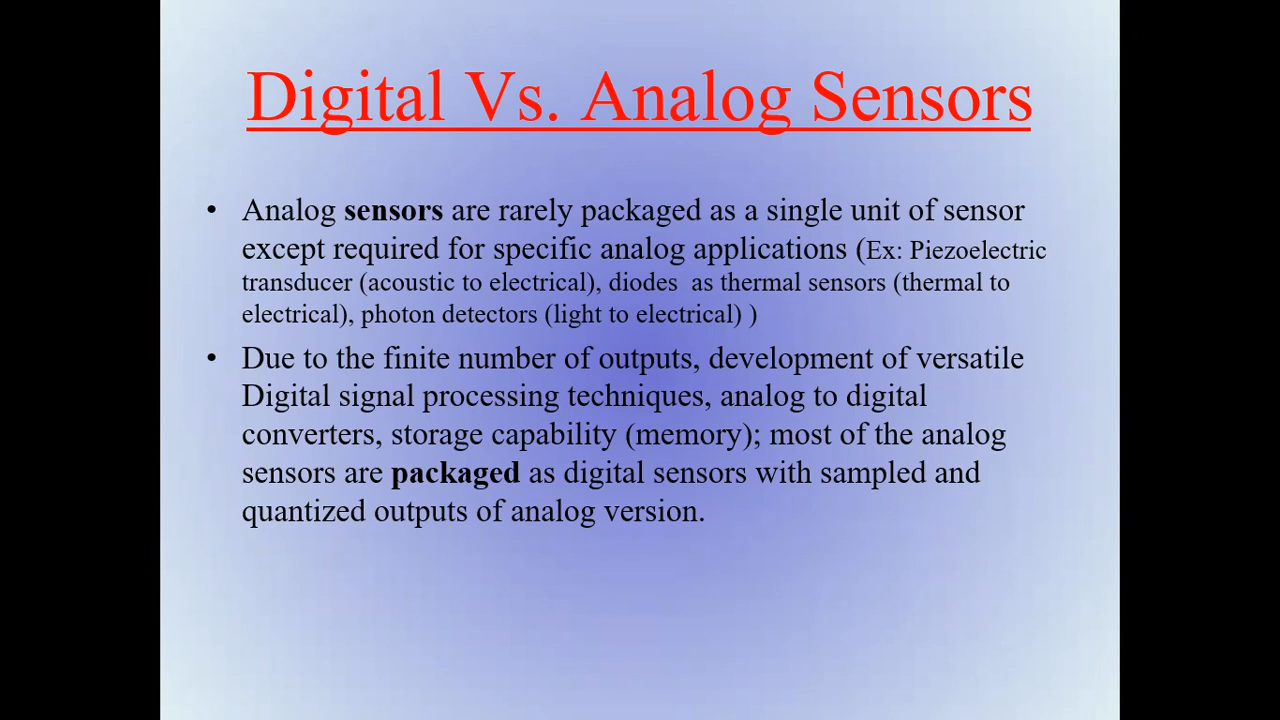 Digital Vs. Analog Sensors
• Analog sensors are rarely packaged as a single unit of sensor
except required for specific analog applications (Ex: Piezoelectric
transducer (acoustic to electrical), diodes as thermal sensors (thermal to
electrical), photon detectors (light to electrical) )
• Due to the finite number of outputs, development of versatile
Digital signal processing techniques, analog to digital
converters, storage capability (memory); most of the analog
sensors are packaged as digital sensors with sampled and
quantized outputs of analog version.